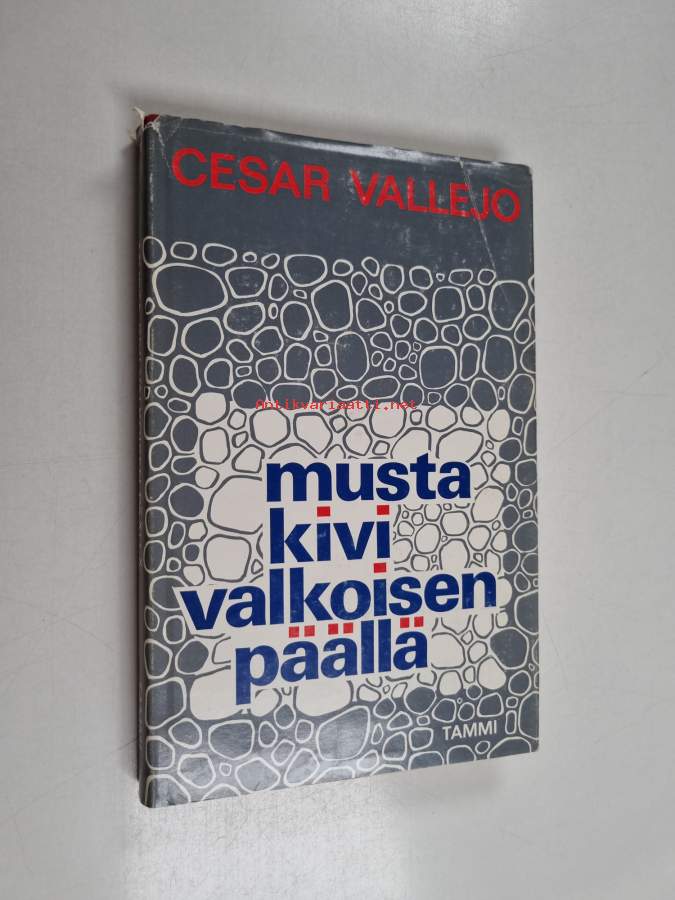 CESAR VALLEJO
Antikvariaatti.net
musta
kivi
valkoisen
päällä
TAMMI